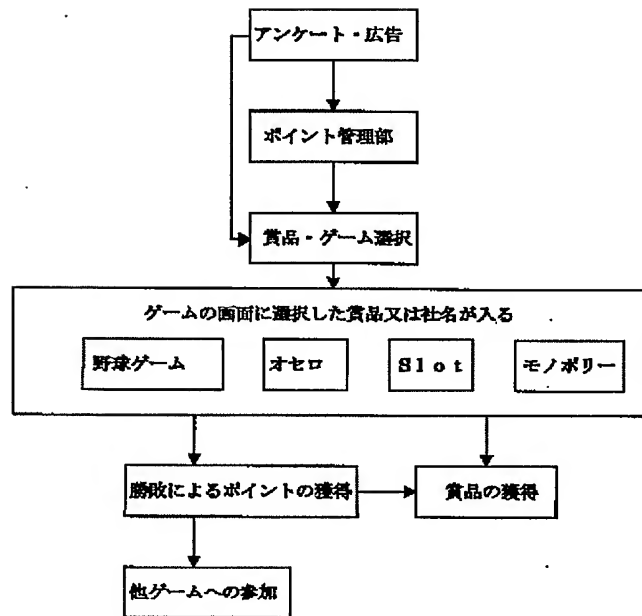 アンケート・広告
ポイント管理部
賞品・ゲーム選択
ゲームの画面に選択した賞品又は社名が入る
野球ゲーム
オセロ
Slot
モノポリー
勝敗によるポイントの獲得
賞品の獲得
他ゲームへの参加